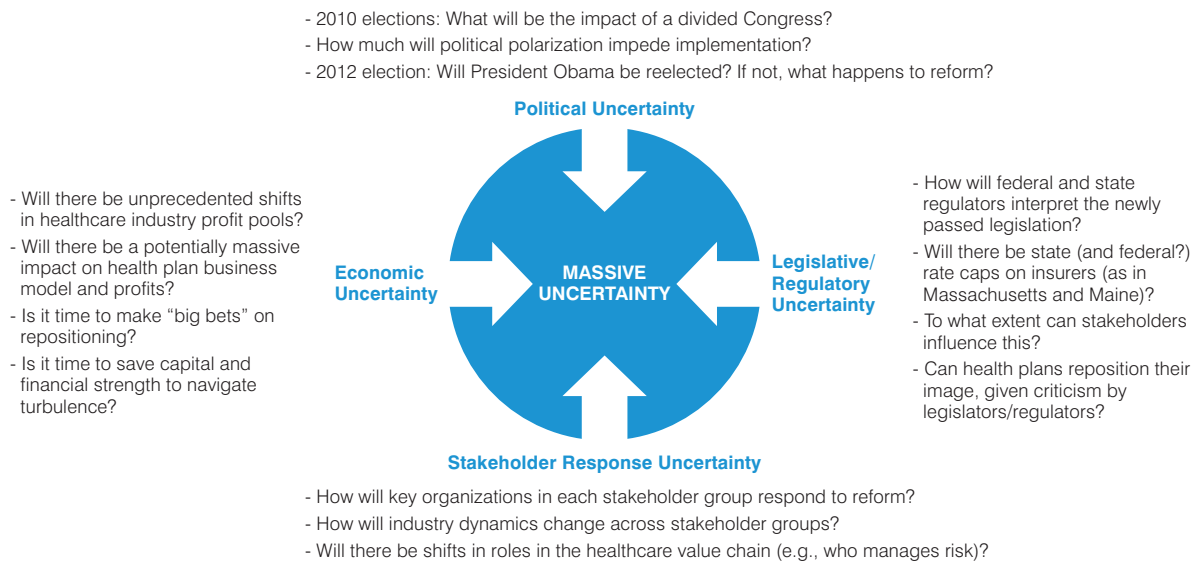 - 2010 elections: What will be the impact of a divided Congress?
- How much will political polarization impede implementation?
- 2012 election: Will President Obama be reelected? If not, what happens to reform?
Political Uncertainty
- Will there be unprecedented shifts
in healthcare industry profit pools?
- Will there be a potentially massive
impact on health plan business
model and profits?
- Is it time to make “big bets” on
repositioning?
- Is it time to save capital and
financial strength to navigate
turbulence?
Economic
Uncertainty
MASSIVE
UNCERTAINTY
Legislative/
Regulatory
Uncertainty
- How will federal and state
regulators interpret the newly
passed legislation?
- Will there be state (and federal?)
rate caps on insurers (as in
Massachusetts and Maine)?
- To what extent can stakeholders
influence this?
- Can health plans reposition their
image, given criticism by
legislators/regulators?
Stakeholder Response Uncertainty
- How will key organizations in each stakeholder group respond to reform?
- How will industry dynamics change across stakeholder groups?
- Will there be shifts in roles in the healthcare value chain (e.g., who manages risk)?